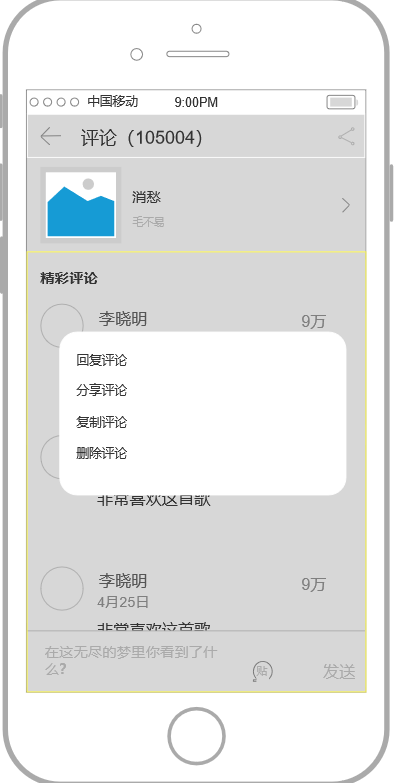 中国移动 9:00PM
评论（105004）
消愁
毛不易
精彩评论
李晓明 9万
回复评论
分享评论
复制评论
删除评论
非常喜欢这首歌
李晓明 9万
4月25日
非常喜欢这首歌
在这无尽的梦里你看到了什
么? 贴 发送